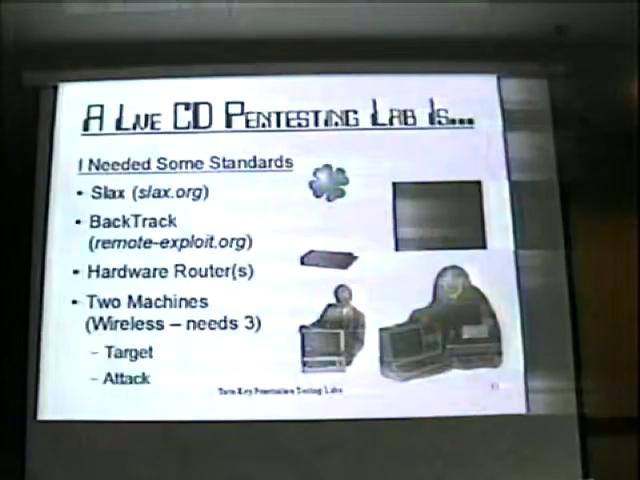 A Live CD Pentesting Lab Is...
I Needed Some Standards
• Slax (slax.org)
• BackTrack
(remote-exploit.org)
• Hardware Router(s)
• Two Machines
(Wireless – needs 3)
– Target
– Attack
Turn Key Penetration Testing Labs